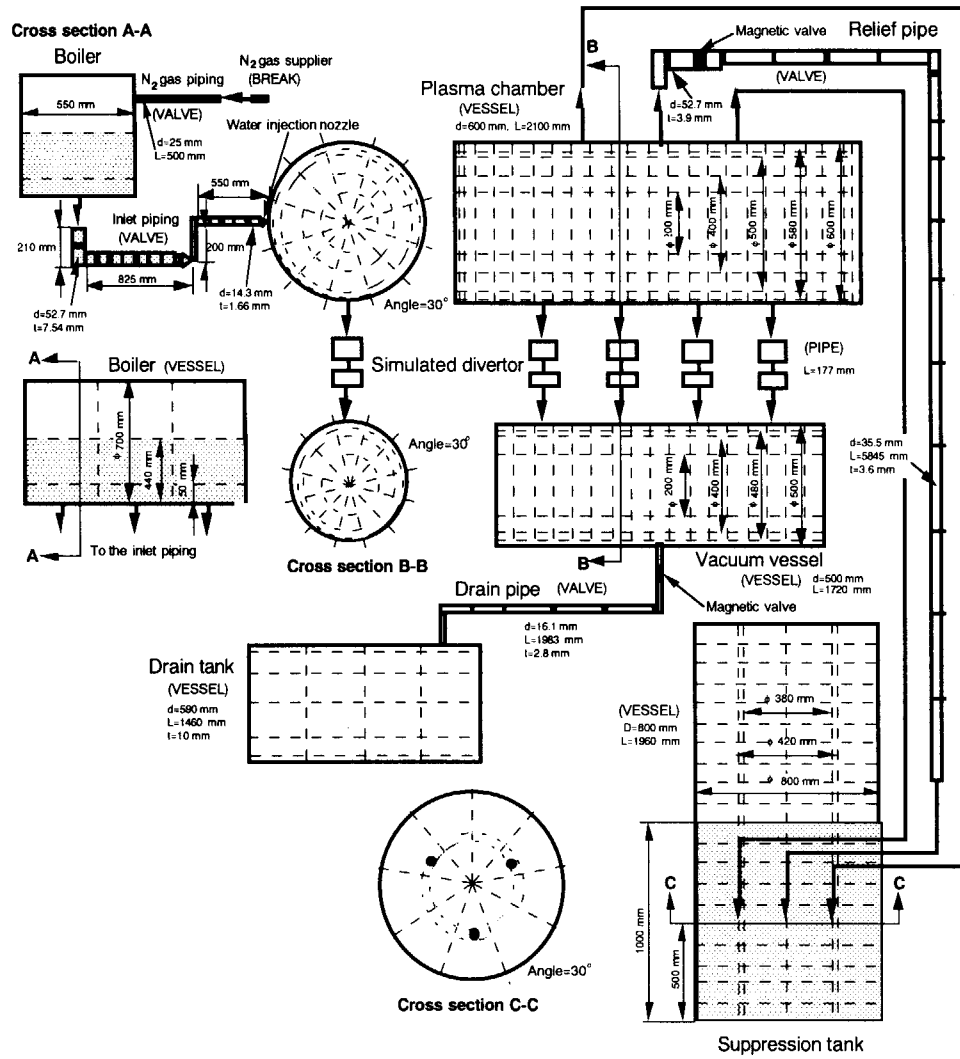 Cross section A-A
Boiler
N2 gas piping
N2 gas supplier
(BREAK)
550 mm
(VALVE)
d=25 mm
L=500 mm
Water injection nozzle
550 mm
Inlet piping
(VALVE)
210 mm
200 mm
825 mm
d=14.3 mm
t=1.66 mm
d=52.7 mm
t=7.54 mm
Angle=30°
B
Magnetic valve
Relief pipe
(VALVE)
Plasma chamber
(VESSEL)
d=600 mm, L=2100 mm
d=52.7 mm
t=3.9 mm
ϕ 200 mm
ϕ 400 mm
ϕ 500 mm
ϕ 580 mm
ϕ 600 mm
A
Boiler (VESSEL)
Simulated divertor
(PIPE)
L=177 mm
ϕ 700 mm
440 mm
50 mm
A
To the inlet piping
Angle=30°
Cross section B-B
ϕ 200 mm
ϕ 400 mm
ϕ 480 mm
ϕ 500 mm
d=35.5 mm
L=5845 mm
t=3.6 mm
B
Vacuum vessel
(VESSEL)
d=500 mm
L=1720 mm
Drain pipe (VALVE)
Magnetic valve
d=16.1 mm
L=1983 mm
t=2.8 mm
Drain tank
(VESSEL)
d=590 mm
L=1460 mm
t=10 mm
(VESSEL)
D=800 mm
L=1960 mm
ϕ 380 mm
ϕ 420 mm
ϕ 800 mm
C
C
1000 mm
500 mm
Angle=30°
Cross section C-C
Suppression tank